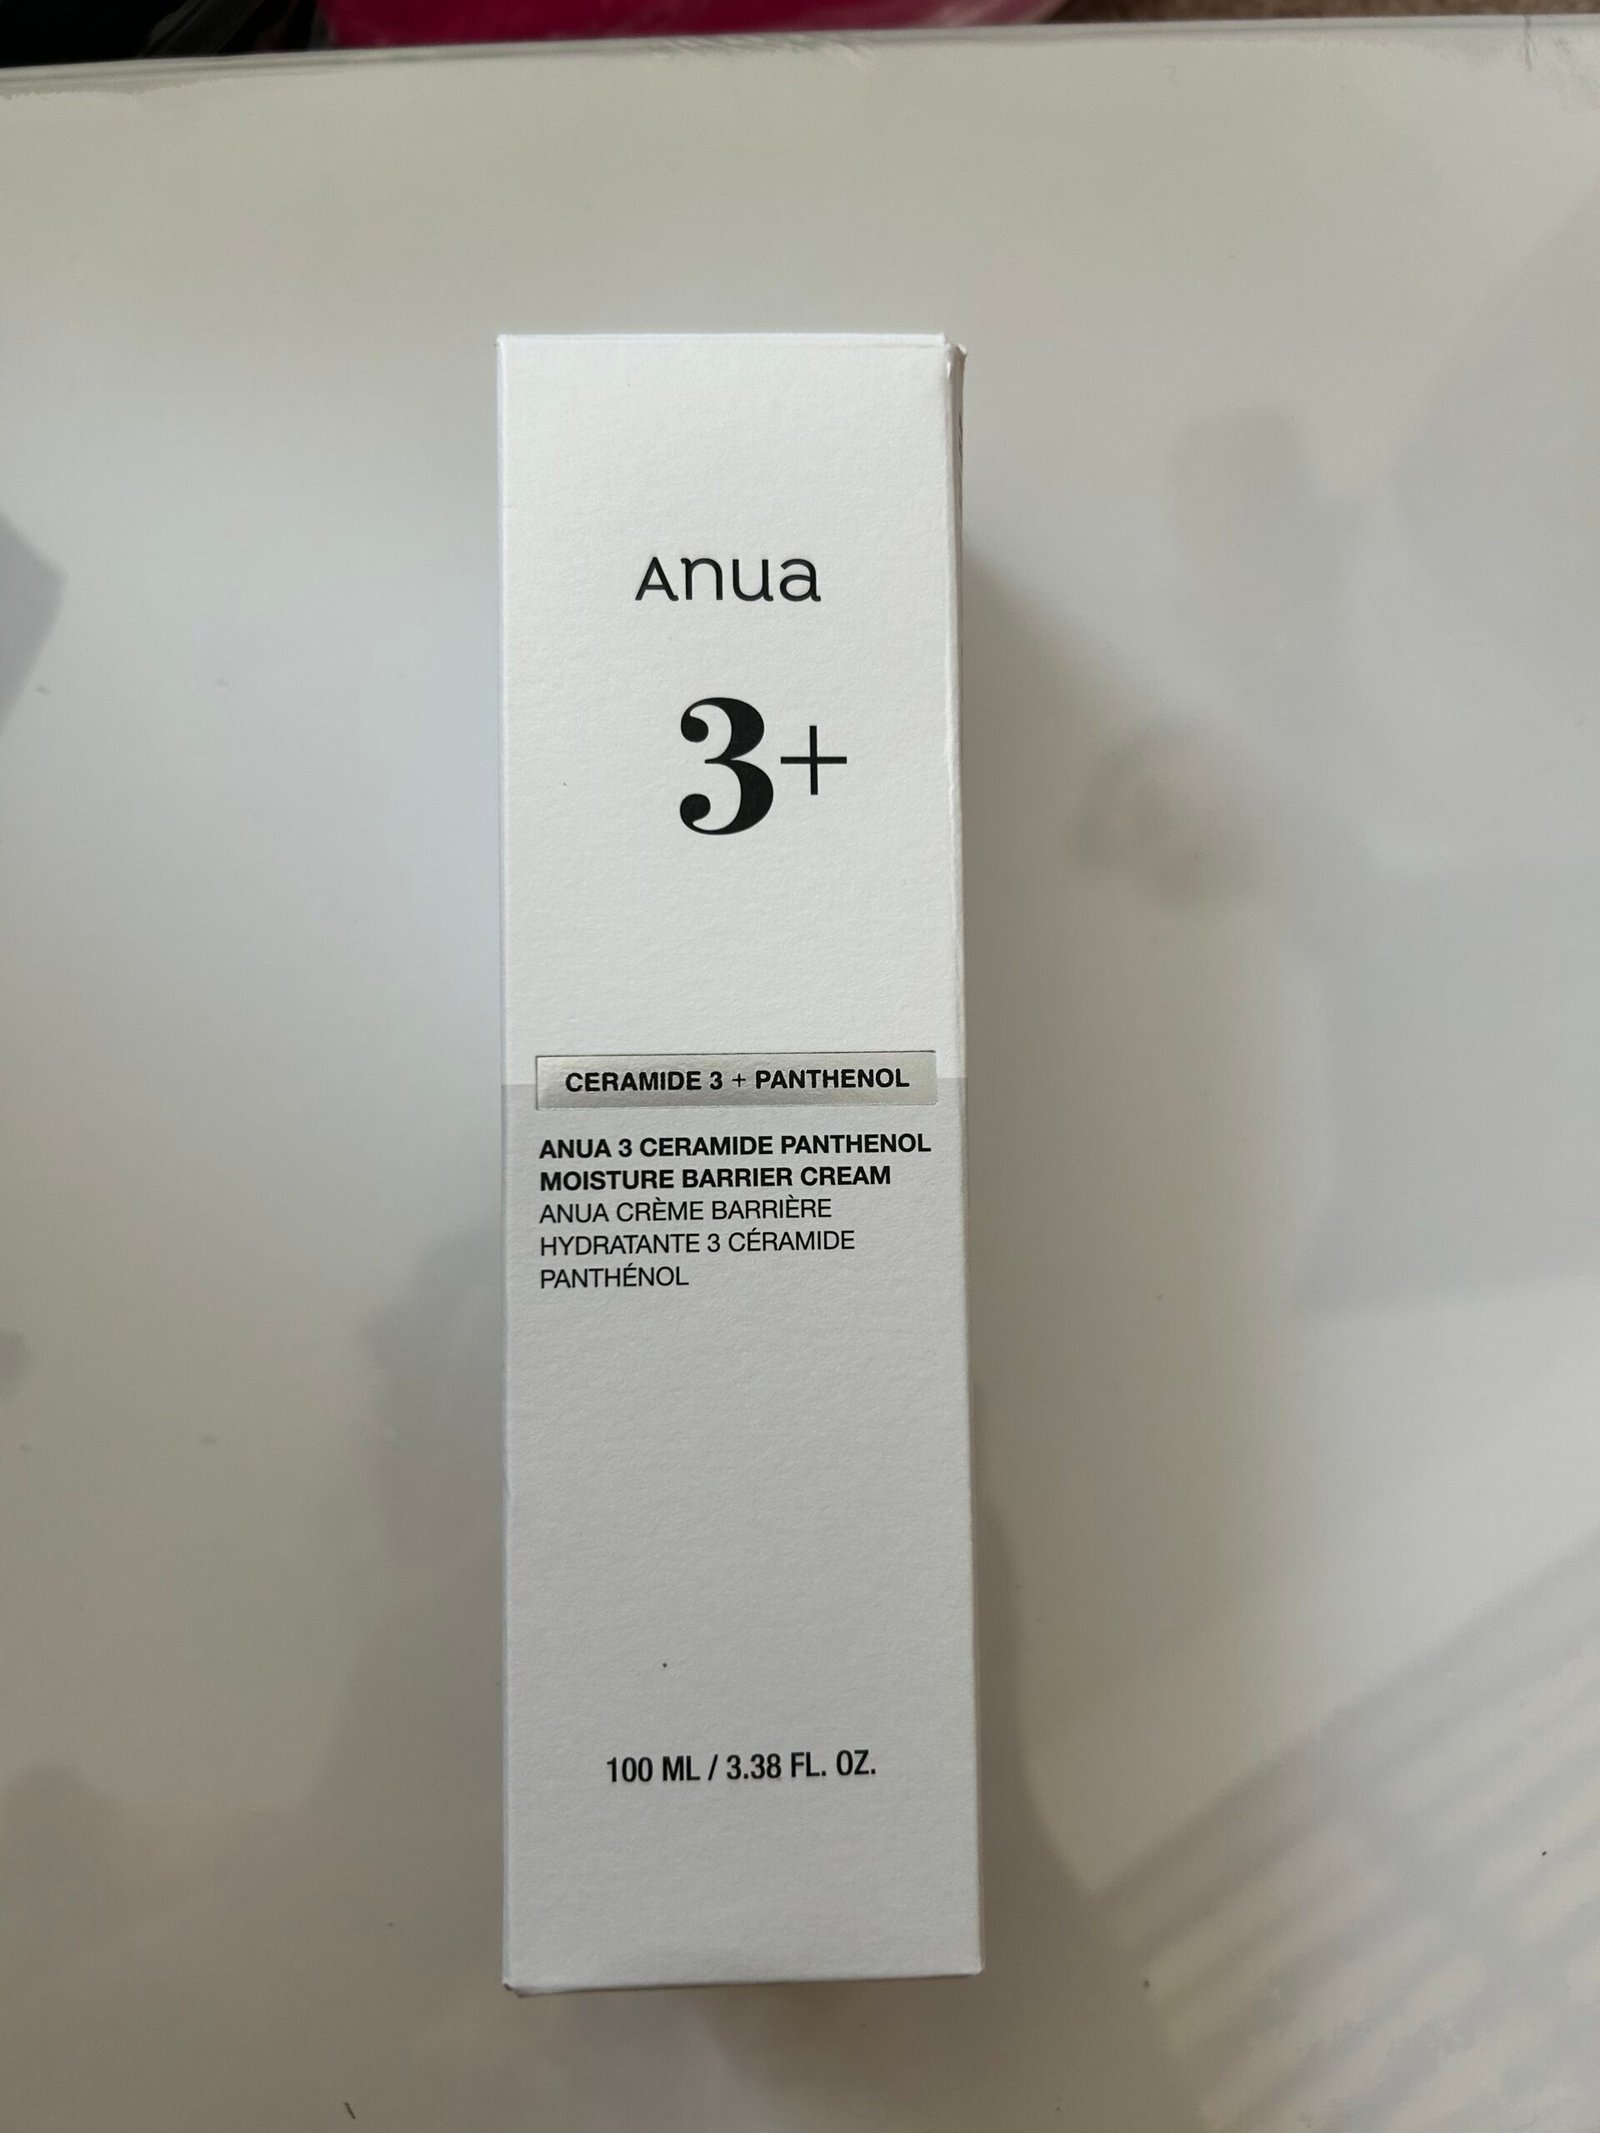 Anua
3+
CERAMIDE 3 + PANTHENOL
ANUA 3 CERAMIDE PANTHENOL
MOISTURE BARRIER CREAM
ANUA CRÈME BARRIÈRE
HYDRATANTE 3 CÉRAMIDE
PANTHÉNOL
100 ML / 3.38 FL. OZ.